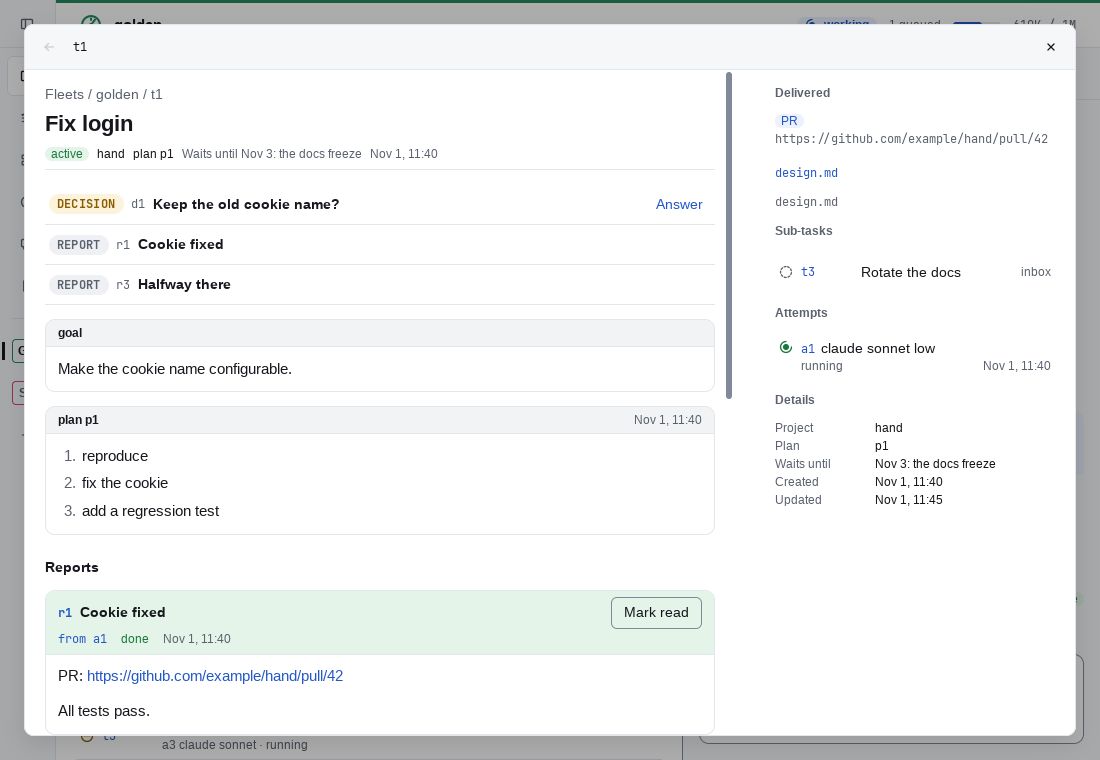 t1
Fleets / golden / t1
Fix login
active hand plan p1 Waits until Nov 3: the docs freeze Nov 1, 11:40
DECISION d1 Keep the old cookie name? Answer
REPORT r1 Cookie fixed
REPORT r3 Halfway there
goal
Make the cookie name configurable.
plan p1 Nov 1, 11:40
1. reproduce
2. fix the cookie
3. add a regression test
Reports
r1 Cookie fixed Mark read
from a1 done Nov 1, 11:40
PR: https://github.com/example/hand/pull/42
All tests pass.
Delivered
PR
https://github.com/example/hand/pull/42
design.md
design.md
Sub-tasks
t3 Rotate the docs inbox
Attempts
a1 claude sonnet low
running Nov 1, 11:40
Details
Project hand
Plan p1
Waits until Nov 3: the docs freeze
Created Nov 1, 11:40
Updated Nov 1, 11:45
a3 claude sonnet · running